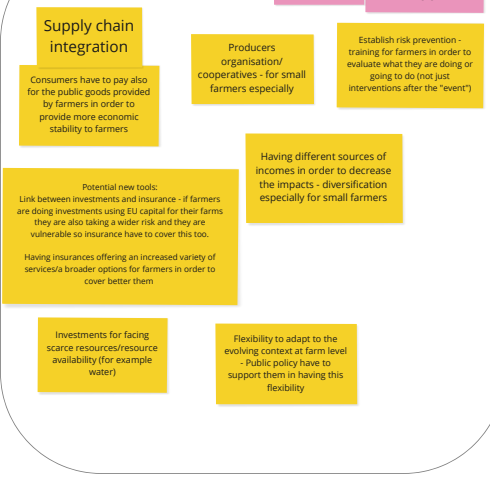 Supply chain
integration
Consumers have to pay also
for the public goods provided
by farmers in order to
provide more economic
stability to farmers
Producers
organisation/
cooperatives - for small
farmers especially
Establish risk prevention -
training for farmers in order to
evaluate what they are doing or
going to do (not just
interventions after the "event")
Having different sources of
incomes in order to decrease
the impacts - diversification
especially for small farmers
Potential new tools:
Link between investments and insurance - if farmers
are doing investments using EU capital for their farms
they are also taking a wider risk and they are
vulnerable so insurance have to cover this too.
Having insurances offering an increased variety of
services/a broader options for farmers in order to
cover better them
Investments for facing
scarce resources/resource
availability (for example
water)
Flexibility to adapt to the
evolving context at farm level
- Public policy have to
support them in having this
flexibility